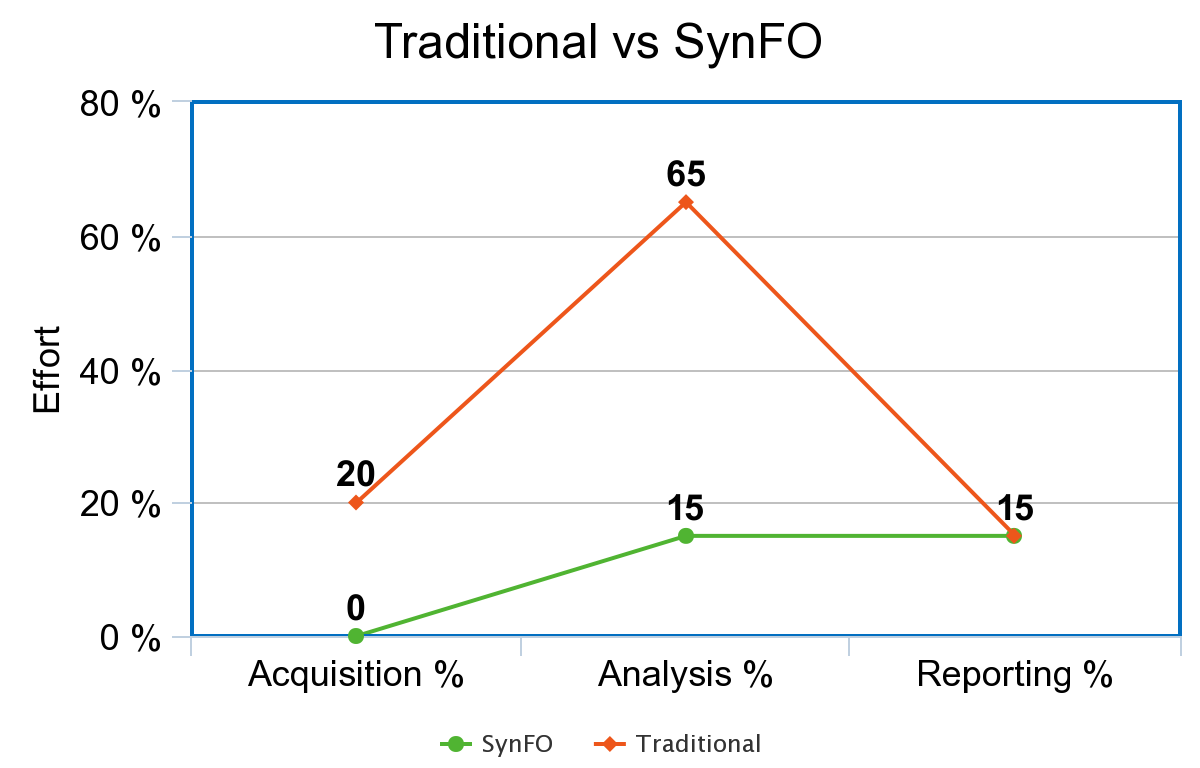 Traditional vs SynFO
80 %
65
60 %
Effort
40 %
20
20 %
15
15
0
0 %
Acquisition %
Analysis %
Reporting %
SynFO
Traditional